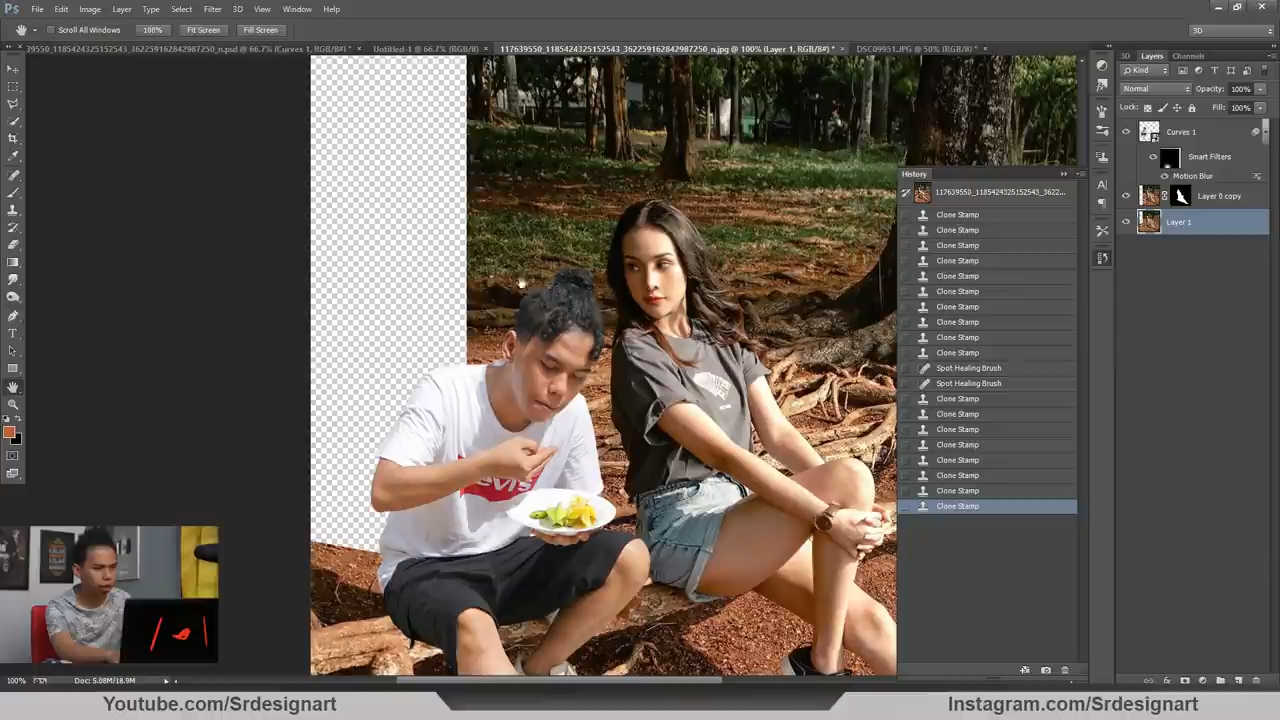 Ps File Edit Image Layer Type Select Filter 3D View Window Help
Scroll All Windows 100% Fit Screen Fill Screen 3D
39550_1185424325152543_362259162842987250_n.psd @ 66.7% (Curves 1, RGB/8#) * × Untitled-1 @ 66.7% (RGB/8) × 117639550_1185424325152543_362259162842987250_n.jpg @ 100% (Layer 1, RGB/8#) * × DSC09951.JPG @ 50% (RGB/8*) *
3D Layers Channels
Kind
Normal Opacity: 100%
Lock: Fill: 100%
Curves 1
Smart Filters
Motion Blur
Layer 0 copy
Layer 1
History
117639550_1185424325152543_3622...
Clone Stamp
Clone Stamp
Clone Stamp
Clone Stamp
Clone Stamp
Clone Stamp
Clone Stamp
Clone Stamp
Clone Stamp
Clone Stamp
Spot Healing Brush
Spot Healing Brush
Clone Stamp
Clone Stamp
Clone Stamp
Clone Stamp
Clone Stamp
Clone Stamp
Clone Stamp
Clone Stamp
evis
100% Doc: 5.08M/18.9M
Youtube.com/Srdesignart
Instagram.com/Srdesignart